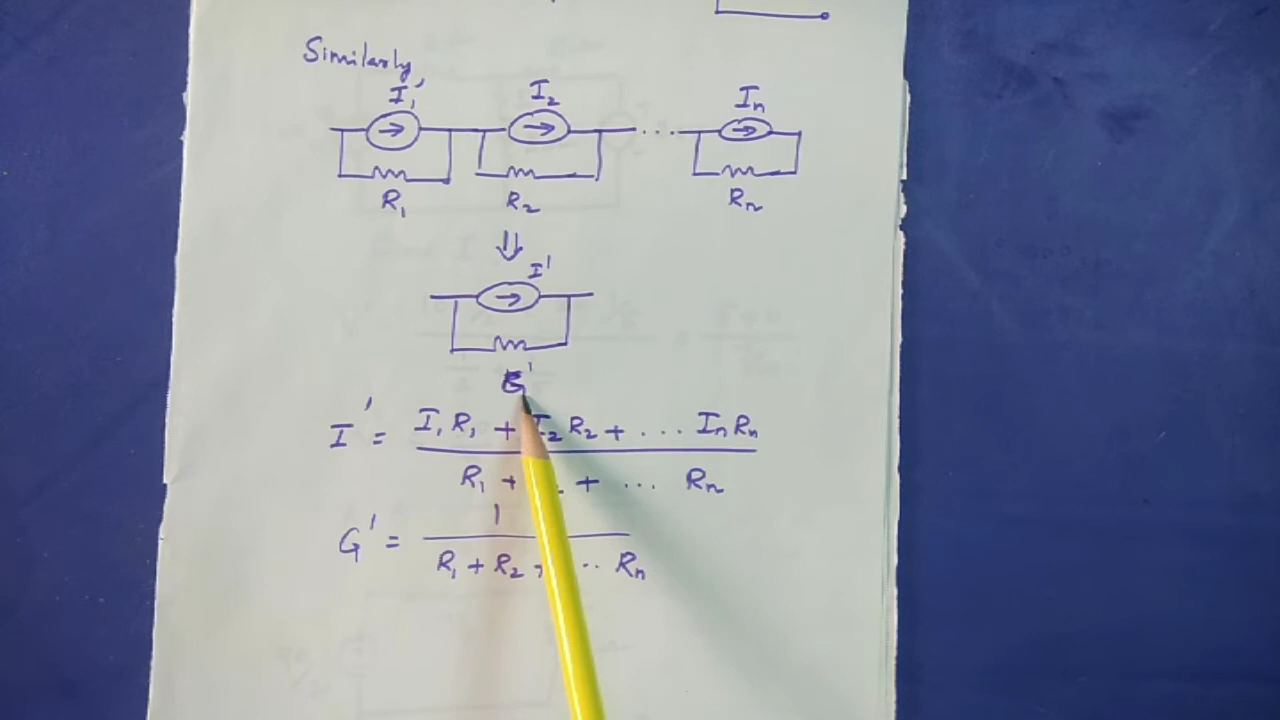 Similarly,
I₁' I₂ Iₙ
...
R₁ R₂ Rₙ
⇓
I'
G'
I' = I₁R₁ + I₂R₂ + ... IₙRₙ
R₁ + + ... Rₙ
G' = 1
R₁ + R₂ + ... Rₙ